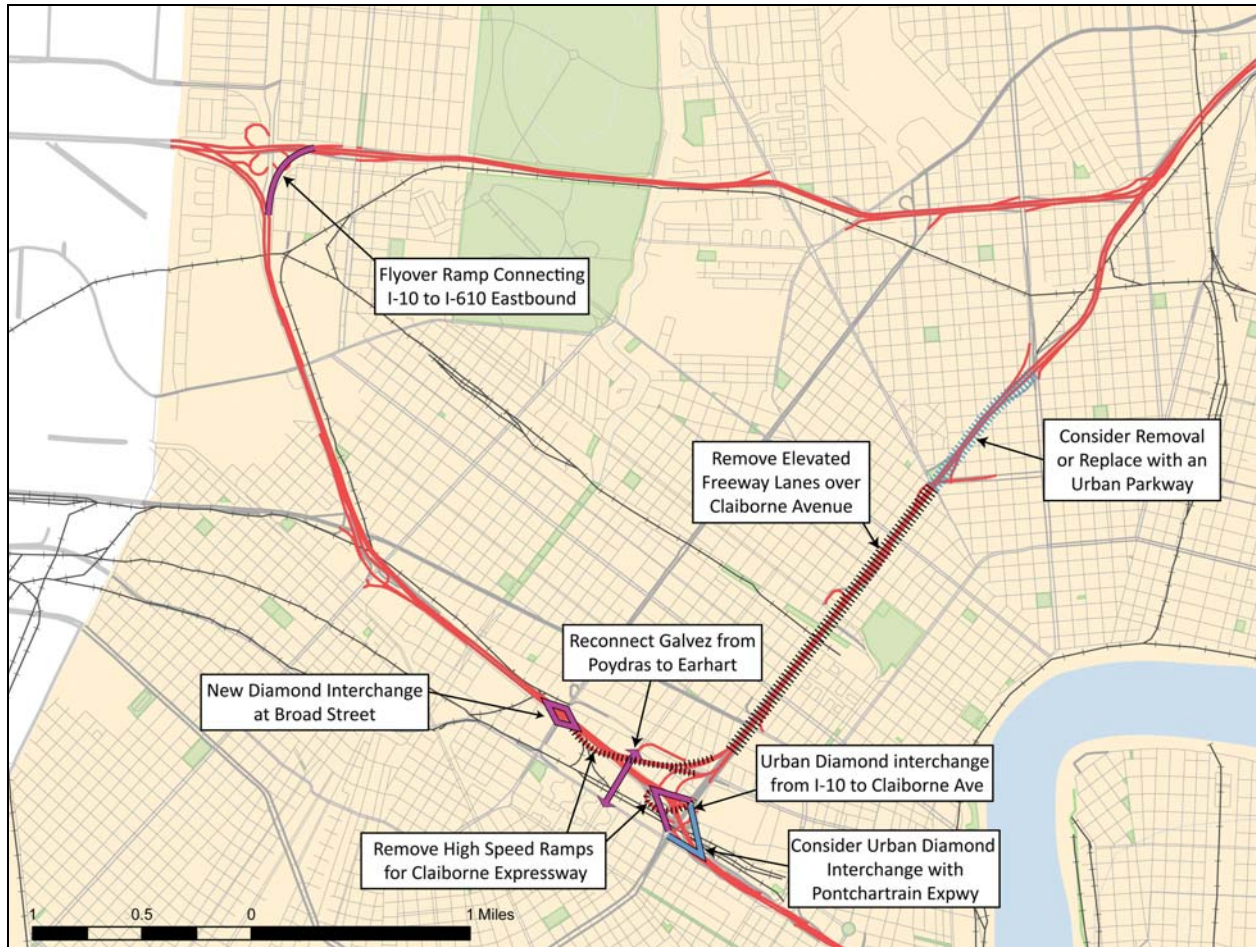 Flyover Ramp Connecting
I-10 to I-610 Eastbound
Remove Elevated
Freeway Lanes over
Claiborne Avenue
Consider Removal
or Replace with an
Urban Parkway
Reconnect Galvez from
Poydras to Earhart
New Diamond Interchange
at Broad Street
Urban Diamond interchange
from I-10 to Claiborne Ave
Remove High Speed Ramps
for Claiborne Expressway
Consider Urban Diamond
Interchange with
Pontchartrain Expwy
1 0.5 0 1 Miles